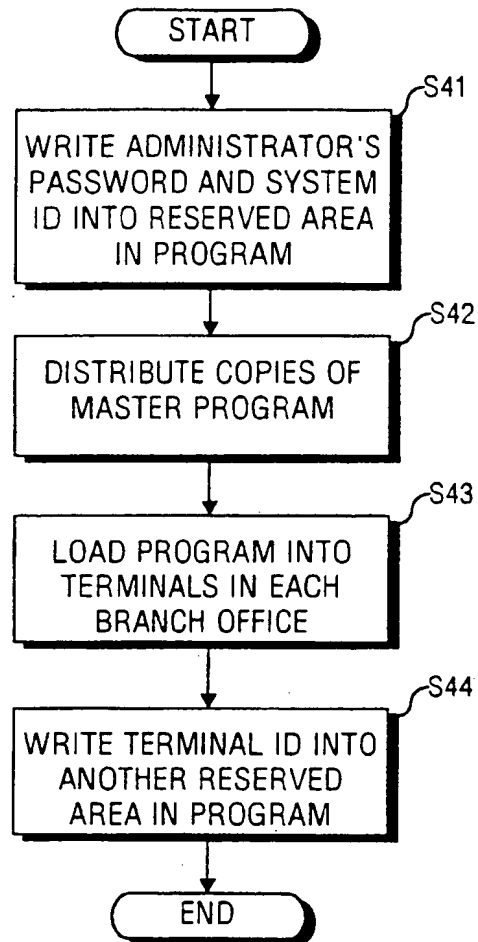 START
S41
WRITE ADMINISTRATOR'S
PASSWORD AND SYSTEM
ID INTO RESERVED AREA
IN PROGRAM
S42
DISTRIBUTE COPIES OF
MASTER PROGRAM
S43
LOAD PROGRAM INTO
TERMINALS IN EACH
BRANCH OFFICE
S44
WRITE TERMINAL ID INTO
ANOTHER RESERVED
AREA IN PROGRAM
END